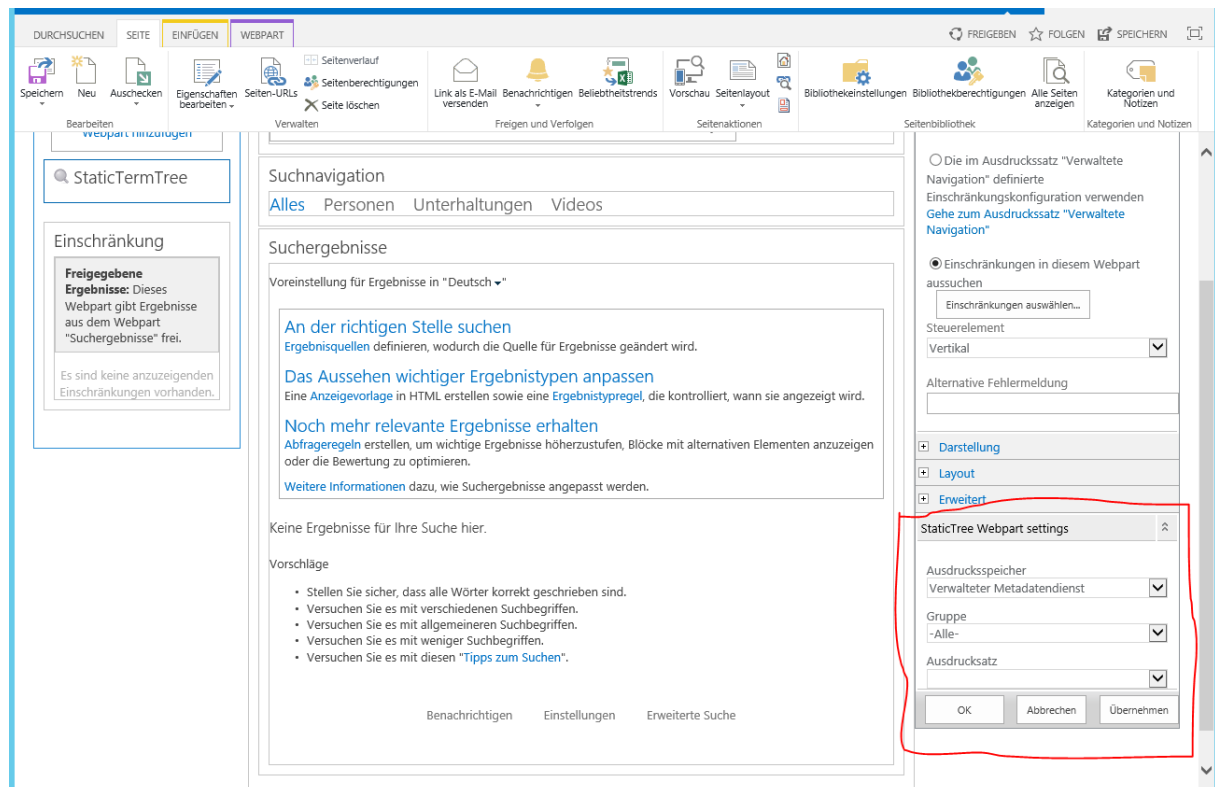 DURCHSUCHEN SEITE EINFÜGEN WEBPART FREIGEBEN FOLGEN SPEICHERN
Speichern
Neu
Auschecken
Bearbeiten
Eigenschaften
bearbeiten
Seiten-URLs
Seitenverlauf
Seitenberechtigungen
Seite löschen
Verwalten
Link als E-Mail
versenden
Benachrichtigen
Beliebtheitstrends
Freigen und Verfolgen
Vorschau
Seitenlayout
Seitenaktionen
Bibliothekeinstellungen
Bibliothekberechtigungen
Alle Seiten
anzeigen
Seitenbibliothek
Kategorien und
Notizen
Kategorien und Notizen
Webpart hinzufügen
StaticTermTree
Einschränkung
Freigegebene
Ergebnisse: Dieses
Webpart gibt Ergebnisse
aus dem Webpart
"Suchergebnisse" frei.
Es sind keine anzuzeigenden
Einschränkungen vorhanden.
Suchnavigation
Alles Personen Unterhaltungen Videos
Suchergebnisse
Voreinstellung für Ergebnisse in "Deutsch"
An der richtigen Stelle suchen
Ergebnisquellen definieren, wodurch die Quelle für Ergebnisse geändert wird.
Das Aussehen wichtiger Ergebnistypen anpassen
Eine Anzeigevorlage in HTML erstellen sowie eine Ergebnistypregel, die kontrolliert, wann sie angezeigt wird.
Noch mehr relevante Ergebnisse erhalten
Abfrageregeln erstellen, um wichtige Ergebnisse höherzustufen, Blöcke mit alternativen Elementen anzuzeigen
oder die Bewertung zu optimieren.
Weitere Informationen dazu, wie Suchergebnisse angepasst werden.
Keine Ergebnisse für Ihre Suche hier.
Vorschläge
• Stellen Sie sicher, dass alle Wörter korrekt geschrieben sind.
• Versuchen Sie es mit verschiedenen Suchbegriffen.
• Versuchen Sie es mit allgemeineren Suchbegriffen.
• Versuchen Sie es mit weniger Suchbegriffen.
• Versuchen Sie es mit diesen "Tipps zum Suchen".
Benachrichtigen Einstellungen Erweiterte Suche
Die im Ausdruckssatz "Verwaltete
Navigation" definierte
Einschränkungskonfiguration verwenden
Gehe zum Ausdruckssatz "Verwaltete
Navigation"
Einschränkungen in diesem Webpart
aussuchen
Einschränkungen auswählen...
Steuerelement
Vertikal
Alternative Fehlermeldung
Darstellung
Layout
Erweitert
StaticTree Webpart settings
Ausdrucksspeicher
Verwalteter Metadatendienst
Gruppe
-Alle-
Ausdrucksatz
OK Abbrechen Übernehmen